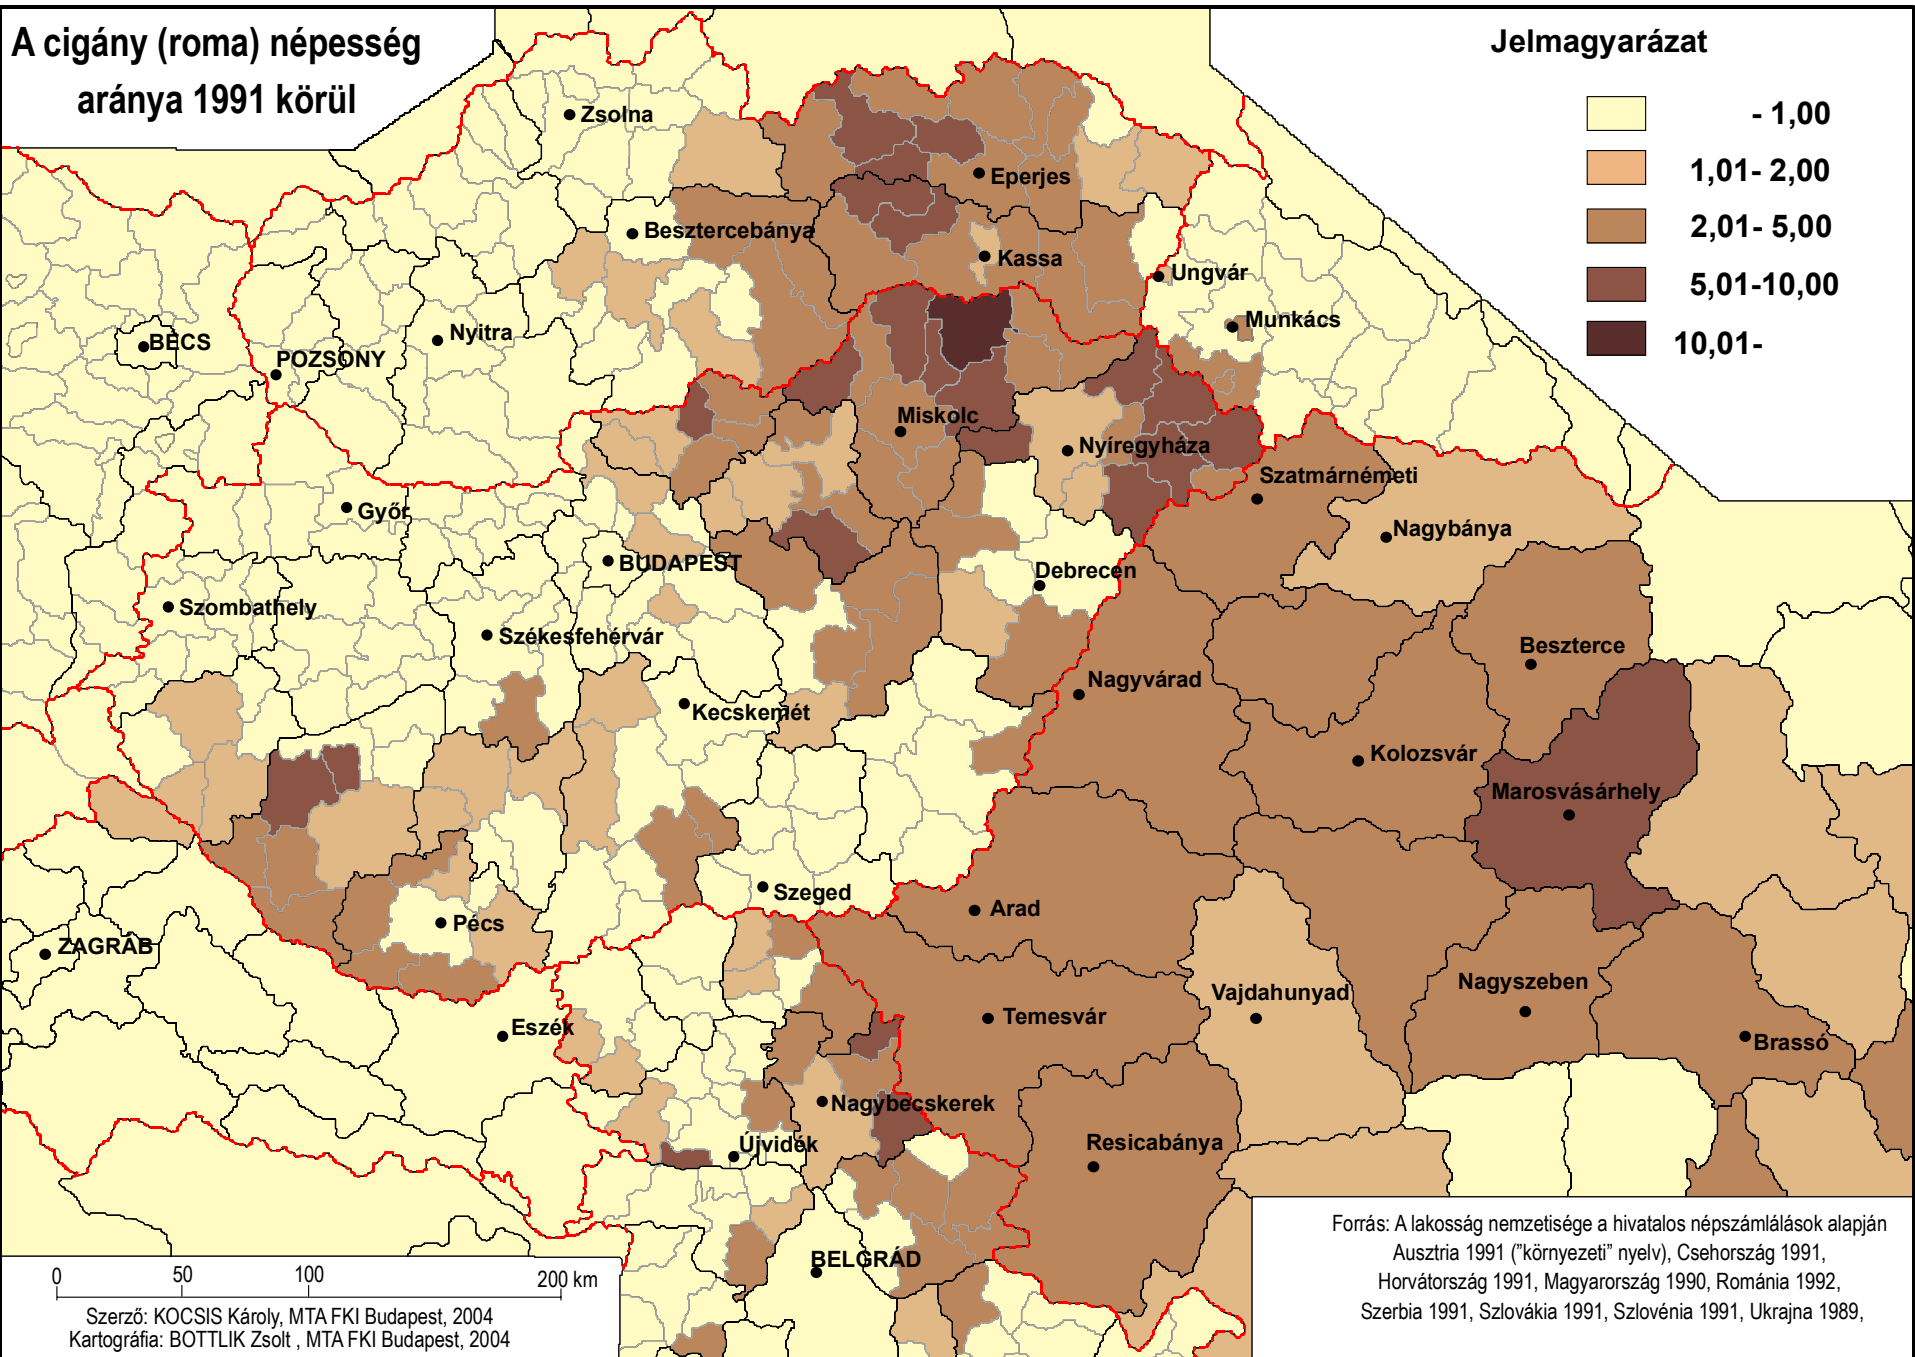 A cigány (roma) népesség
aránya 1991 körül
Jelmagyarázat
- 1,00
1,01- 2,00
2,01- 5,00
5,01-10,00
10,01-
Zsolna
Eperjes
Besztercebánya
Kassa
Ungvár
Munkács
BÉCS
Nyitra
POZSONY
Miskolc
Nyíregyháza
Szatmárnémeti
Győr
Nagybánya
BUDAPEST
Debrecen
Szombathely
Székesfehérvár
Beszterce
Nagyvárad
Kecskemét
Kolozsvár
Marosvásárhely
Szeged
Arad
Pécs
ZAGRÁB
Nagyszeben
Vajdahunyad
Temesvár
Eszék
Brassó
Nagybecskerek
Újvidék
Resicabánya
BELGRÁD
0 50 100 200 km
Szerző: KOCSIS Károly, MTA FKI Budapest, 2004
Kartográfia: BOTTLIK Zsolt , MTA FKI Budapest, 2004
Forrás: A lakosság nemzetisége a hivatalos népszámlálások alapján
Ausztria 1991 ("környezeti" nyelv), Csehország 1991,
Horvátország 1991, Magyarország 1990, Románia 1992,
Szerbia 1991, Szlovákia 1991, Szlovénia 1991, Ukrajna 1989,